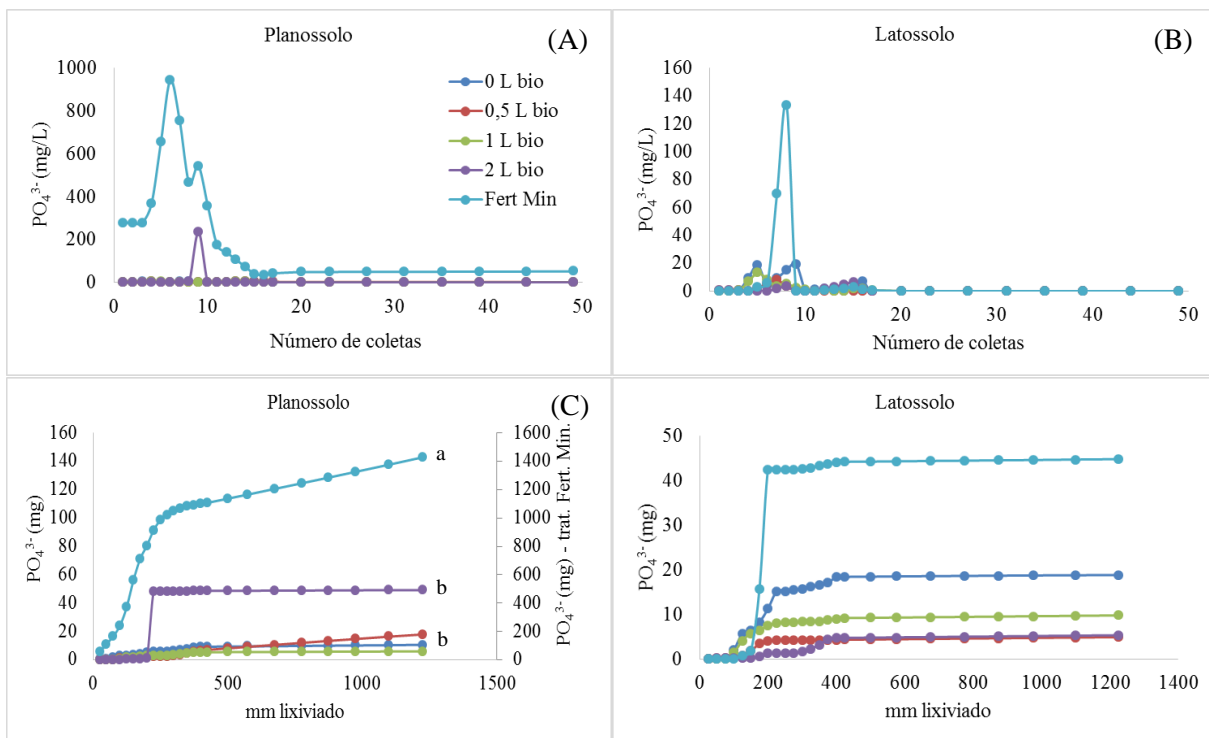 Planossolo
(A)
PO₄³⁻ (mg/L)
1000
800
600
400
200
0
0 10 20 30 40 50
Número de coletas
0 L bio
0,5 L bio
1 L bio
2 L bio
Fert Min
Latossolo
(B)
PO₄³⁻ (mg/L)
160
140
120
100
80
60
40
20
0
0 10 20 30 40 50
Número de coletas
Planossolo
(C)
PO₄³⁻ (mg)
160
140
120
100
80
60
40
20
0
0 500 1000 1500
mm lixiviado
a
b
b
1600
1400
1200
1000
800
600
400
200
0
PO₄³⁻ (mg) - trat. Fert. Min.
Latossolo
PO₄³⁻ (mg)
50
40
30
20
10
0
0 200 400 600 800 1000 1200 1400
mm lixiviado